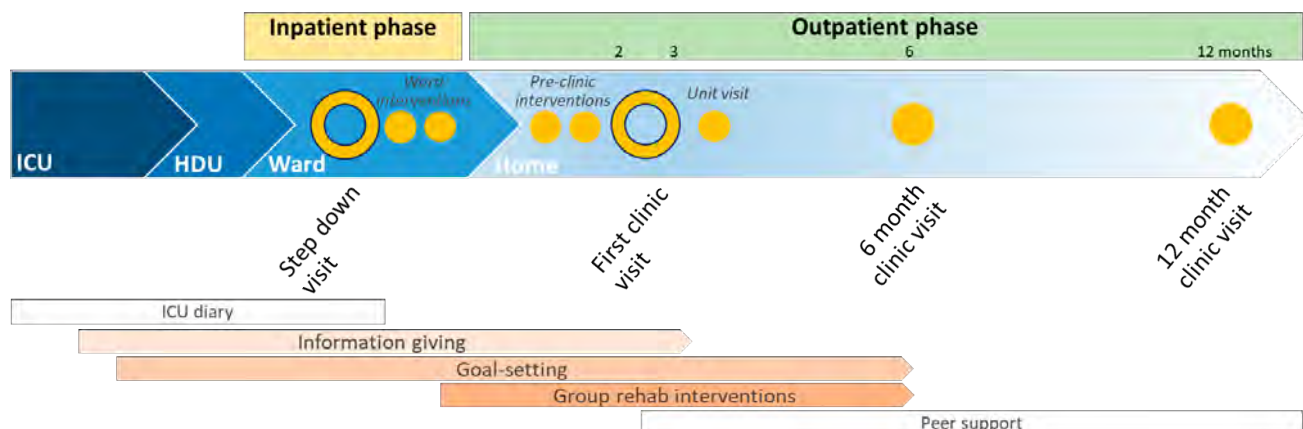 Inpatient phase
Outpatient phase
2
3
6
12 months
Ward
interventions
Pre-clinic
interventions
Unit visit
ICU
HDU
Ward
Home
Step down
visit
First clinic
visit
6 month
clinic visit
12 month
clinic visit
ICU diary
Information giving
Goal-setting
Group rehab interventions
Peer support